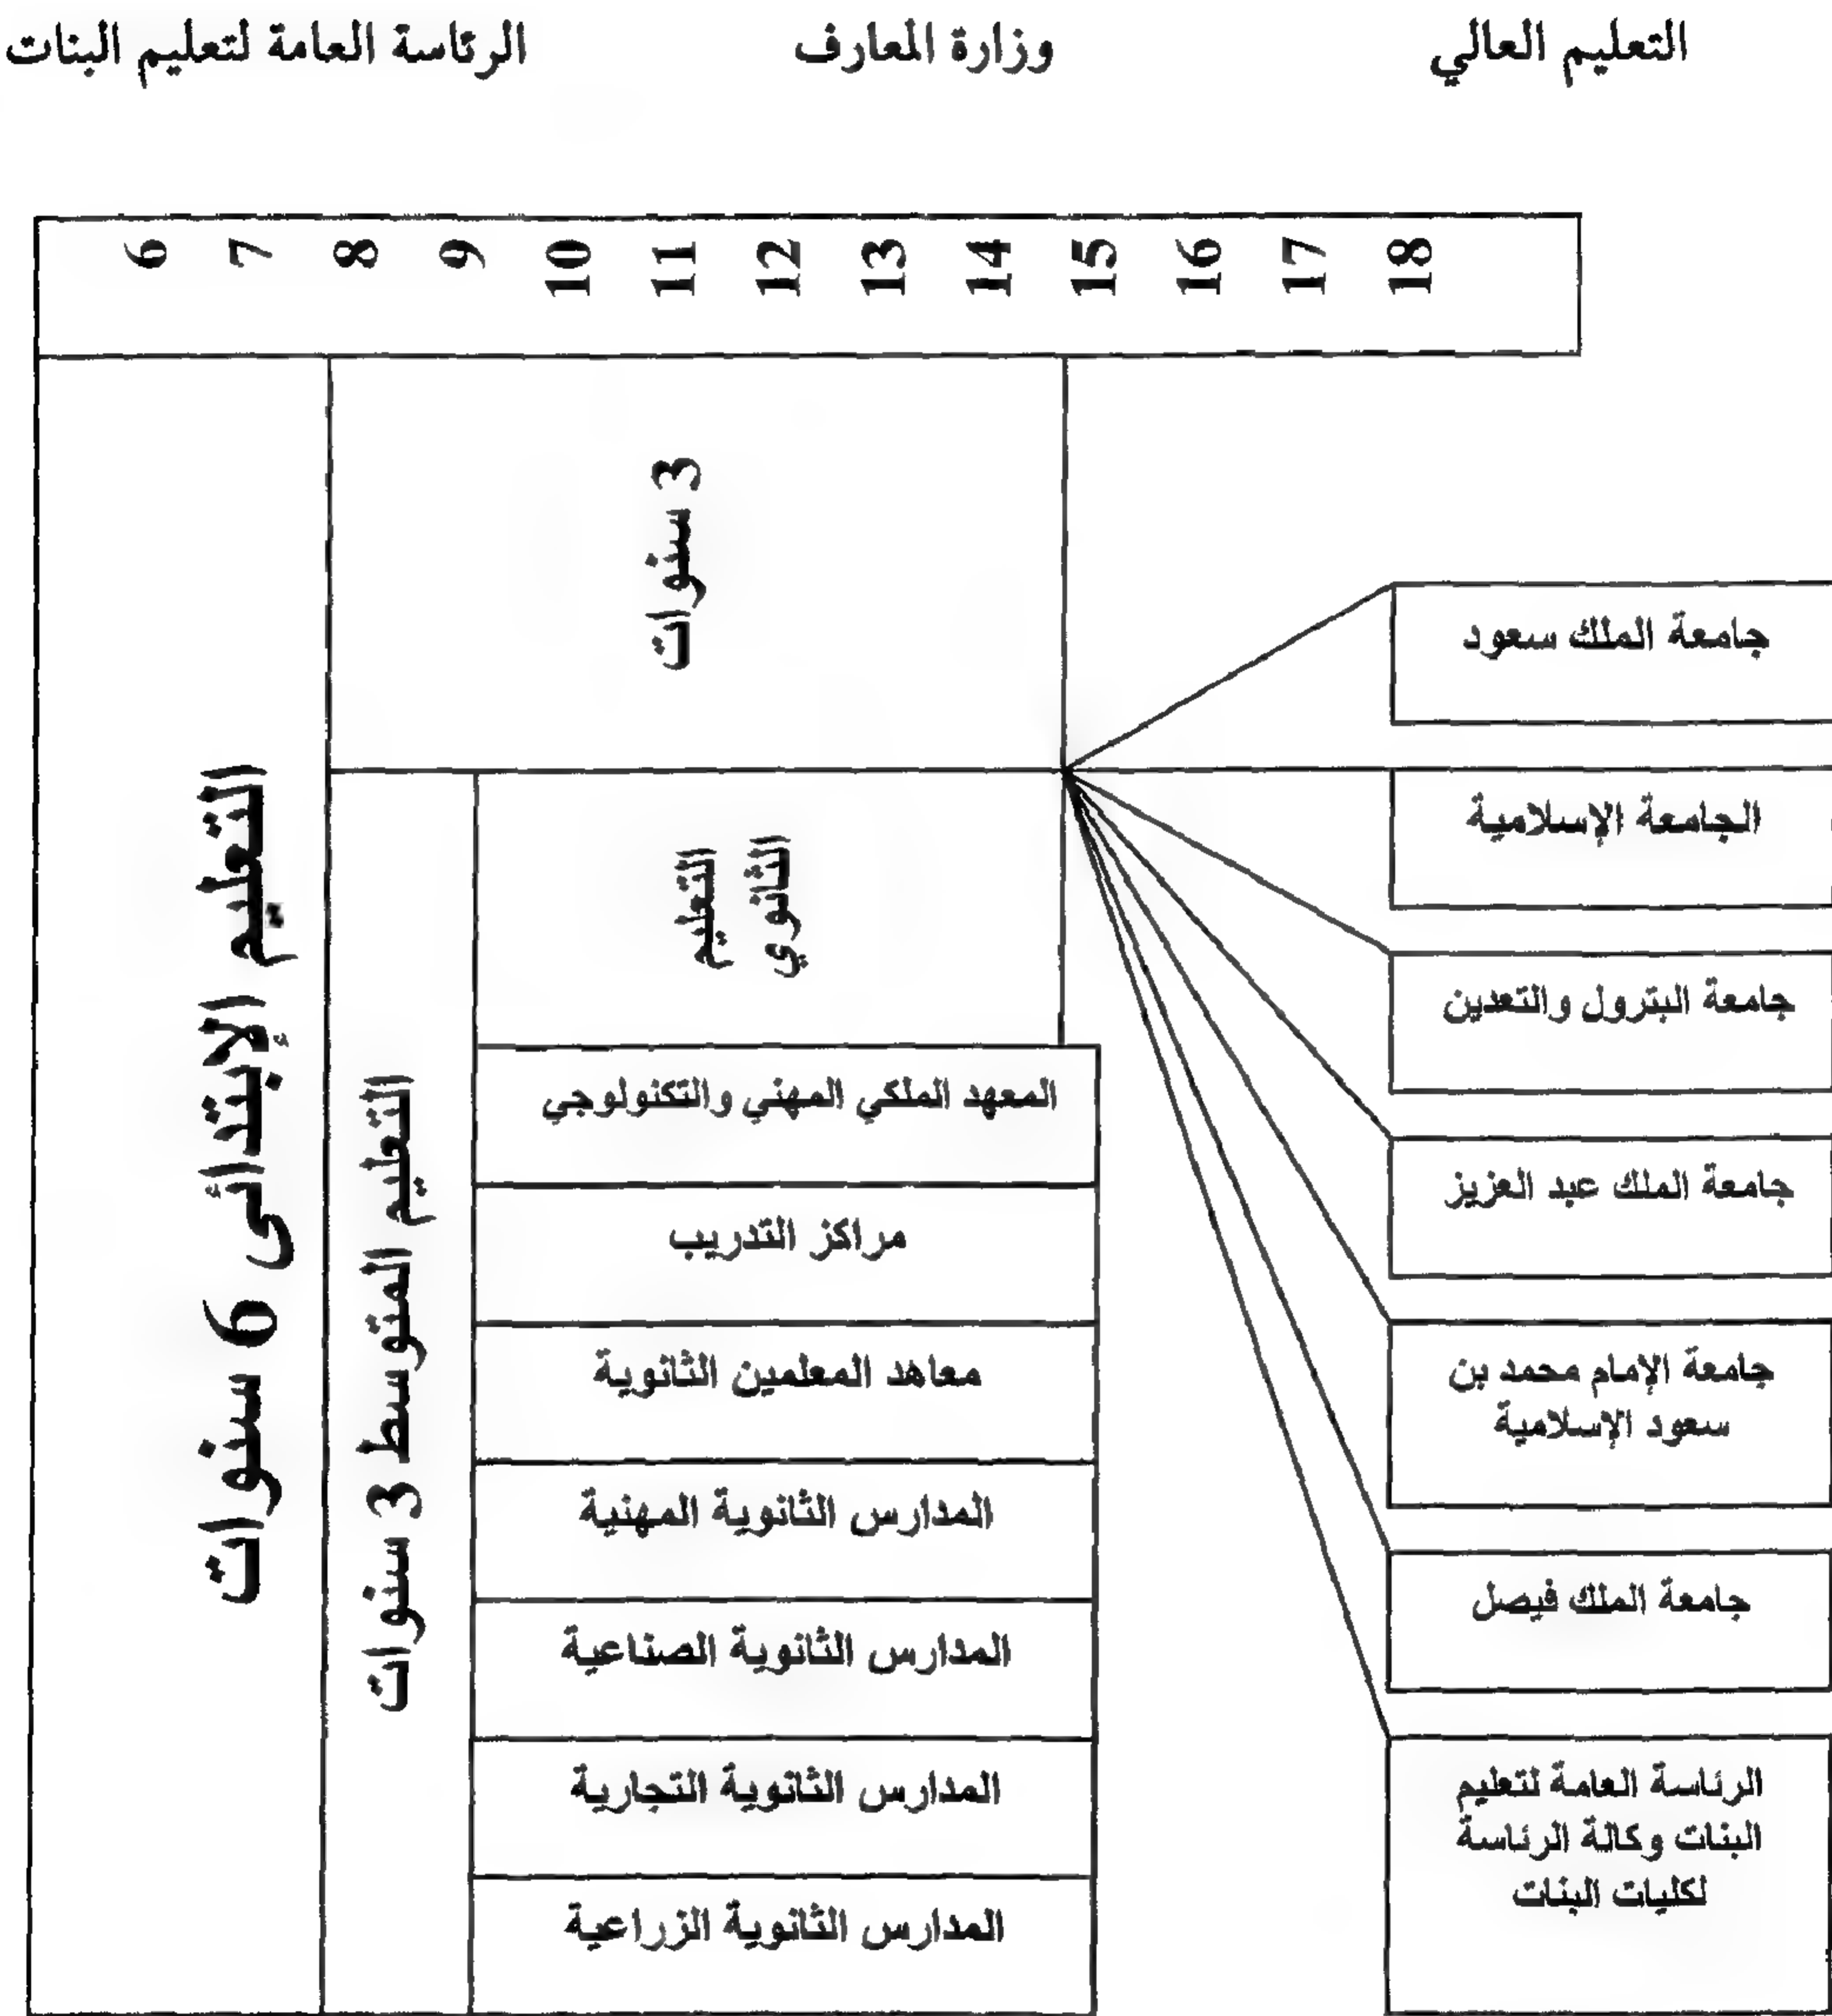 التعليم العالي
وزارة المعارف
الرئاسة العامة لتعليم البنات
6 7 8 9 10 11 12 13 14 15 16 17 18
3 سنوات
التعليم
الثانوي
التعليم الإبتدائى 6 سنوات
التعليم المتوسط 3 سنوات
المعهد الملكي المهني والتكنولوجي
مراكز التدريب
معاهد المعلمين الثانوية
المدارس الثانوية المهنية
المدارس الثانوية الصناعية
المدارس الثانوية التجارية
المدارس الثانوية الزراعية
جامعة الملك سعود
الجامعة الإسلامية
جامعة البترول والتعدين
جامعة الملك عبد العزيز
جامعة الإمام محمد بن
سعود الإسلامية
جامعة الملك فيصل
الرئاسة العامة لتعليم
البنات وكالة الرئاسة
لكليات البنات